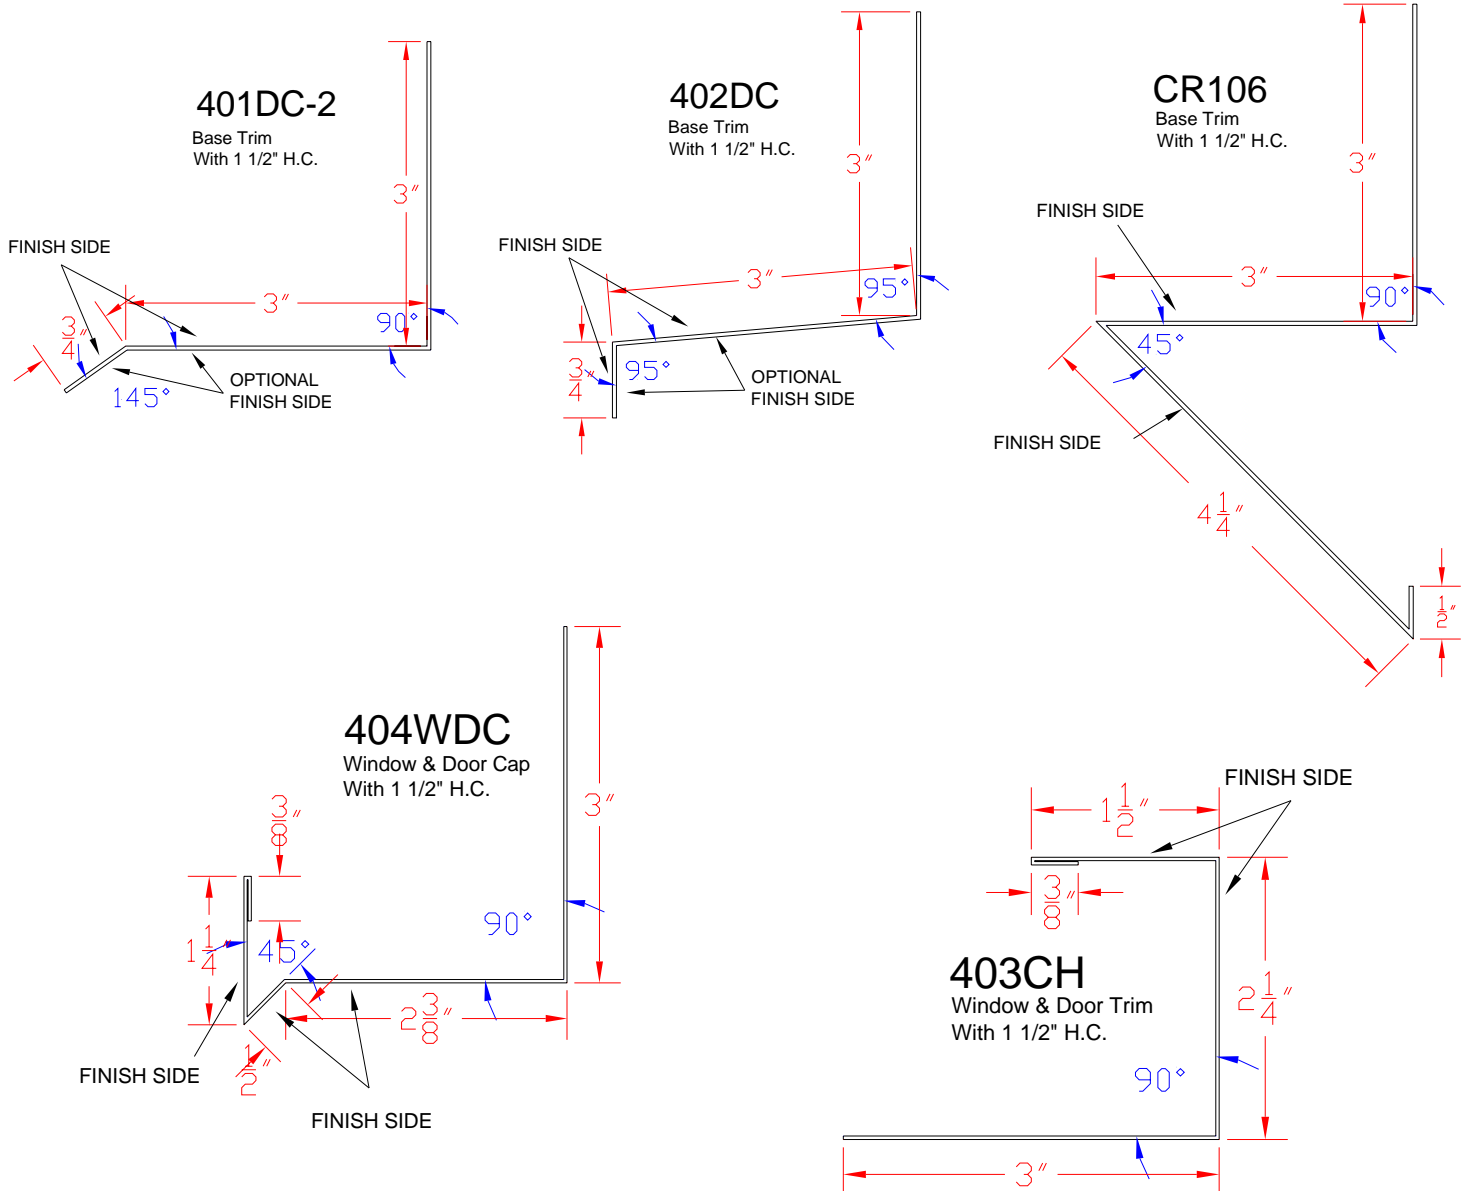 401DC-2
Base Trim
With 1 1/2" H.C.
3"
3"
3/4"
90°
145°
FINISH SIDE
OPTIONAL
FINISH SIDE
402DC
Base Trim
With 1 1/2" H.C.
3"
3"
3/4"
95°
95°
FINISH SIDE
OPTIONAL
FINISH SIDE
CR106
Base Trim
With 1 1/2" H.C.
3"
3"
90°
45°
FINISH SIDE
FINISH SIDE
4 1/4"
1/2"
404WDC
Window & Door Cap
With 1 1/2" H.C.
3"
3/8"
1 1/4"
45°
90°
2 3/8"
1/2"
FINISH SIDE
FINISH SIDE
FINISH SIDE
1 1/2"
3/8"
403CH
Window & Door Trim
With 1 1/2" H.C.
2 1/4"
90°
3"